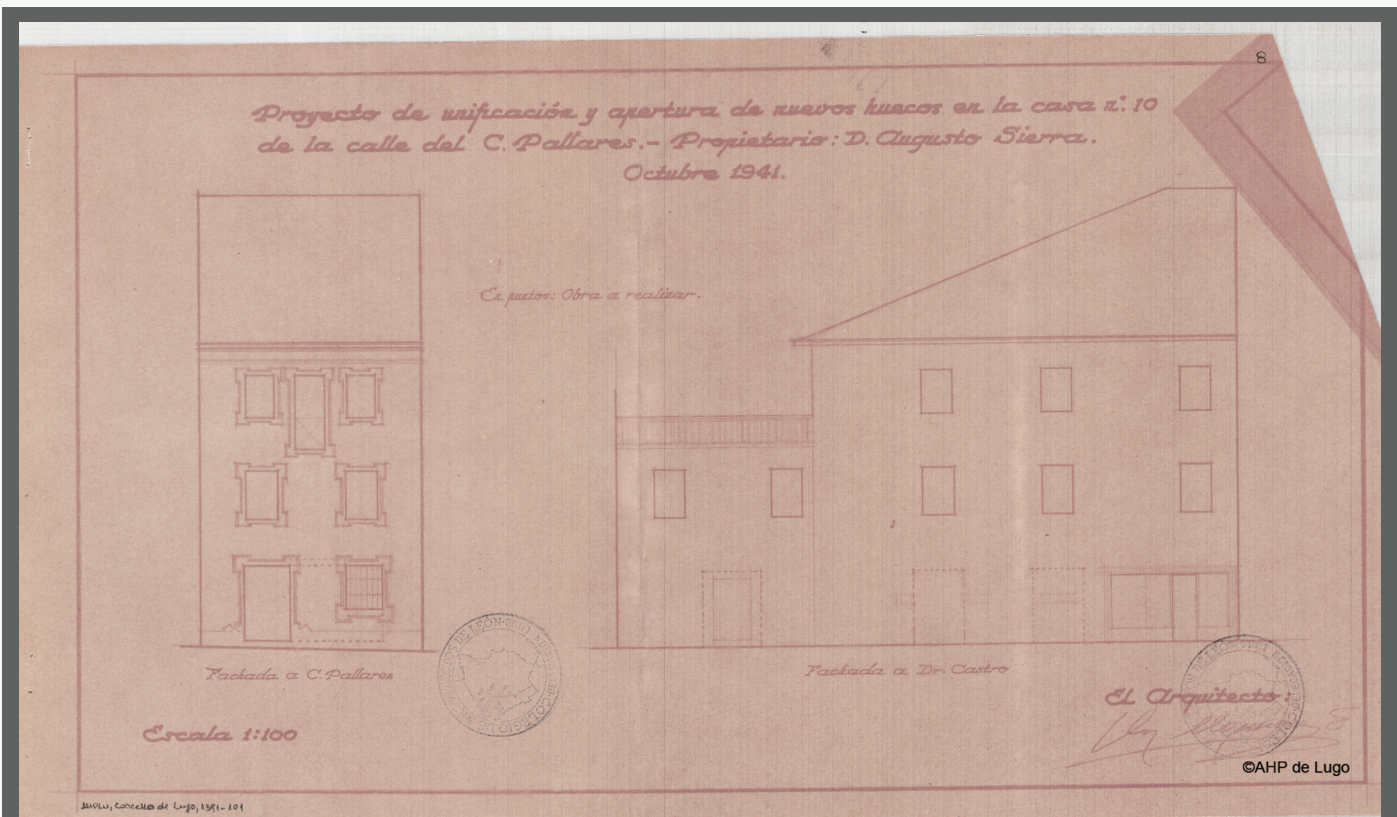 8
Proyecto de unificación y apertura de nuevos huecos en la casa n.º 10
de la calle del C. Pallares.- Propietario: D. Augusto Sierra.
Octubre 1941.
En puntos: Obra a realizar.
Fachada a C. Pallares
Fachada a Dr. Castro
El Arquitecto:
Escala 1:100
©AHP de Lugo
AHPLU, Concello de Lugo, 1391-101